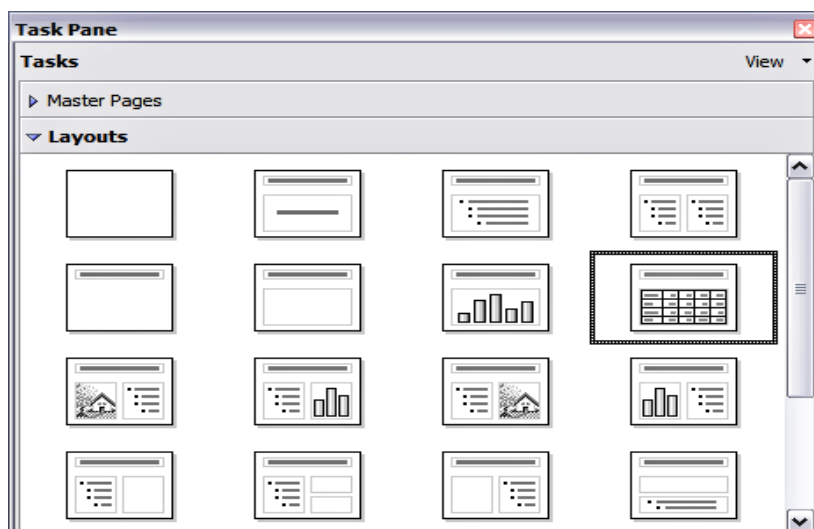 Task Pane
Tasks
View
Master Pages
Layouts